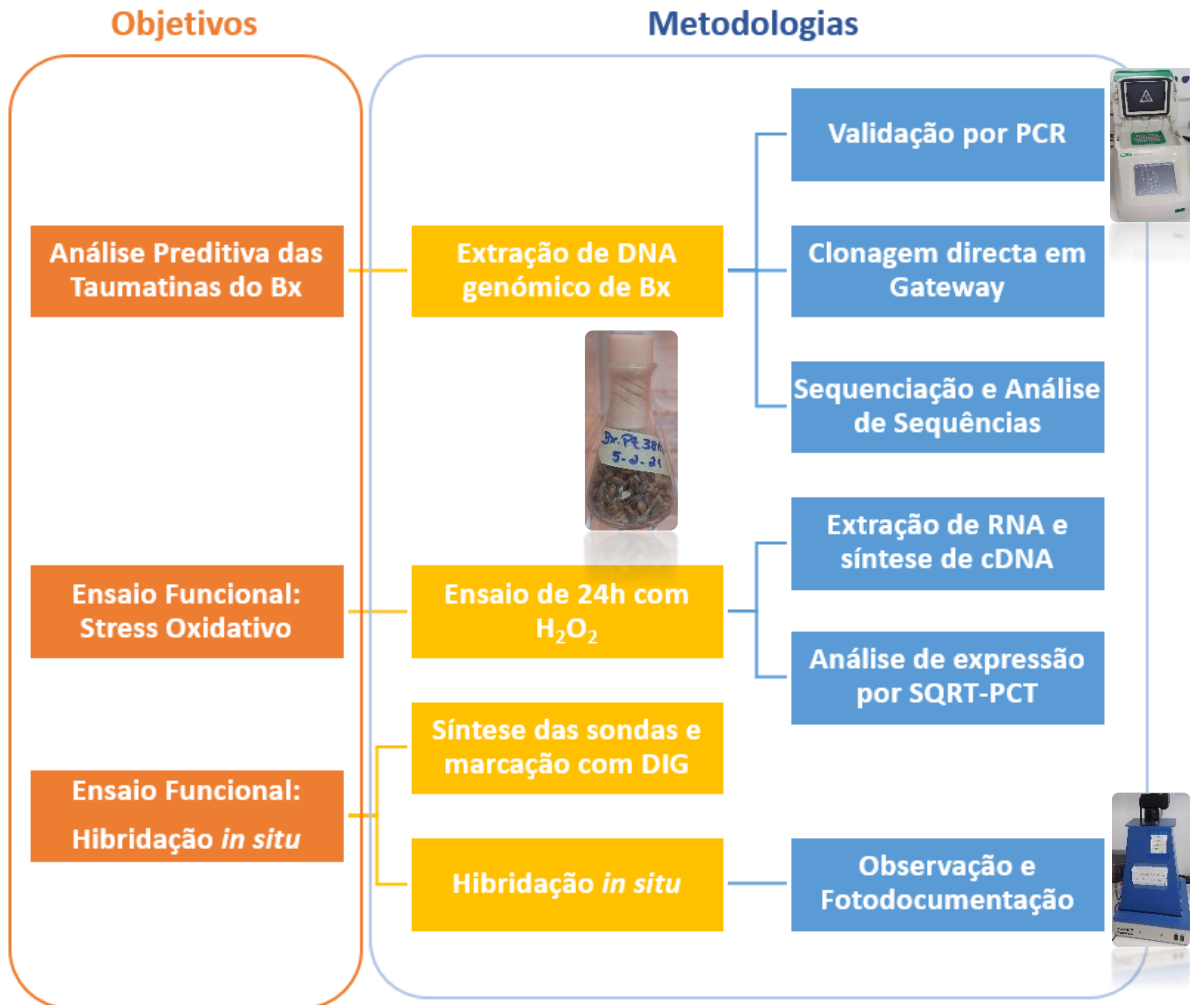 Objetivos
Metodologias
Validação por PCR
Análise Preditiva das
Taumatinas do Bx
Extração de DNA
genómico de Bx
Clonagem directa em
Gateway
Sequenciação e Análise
de Sequências
5-2-21
Extração de RNA e
síntese de cDNA
Ensaio Funcional:
Stress Oxidativo
Ensaio de 24h com
H₂O₂
Análise de expressão
por SQRT-PCT
Síntese das sondas e
marcação com DIG
Ensaio Funcional:
Hibridação in situ
Hibridação in situ
Observação e
Fotodocumentação